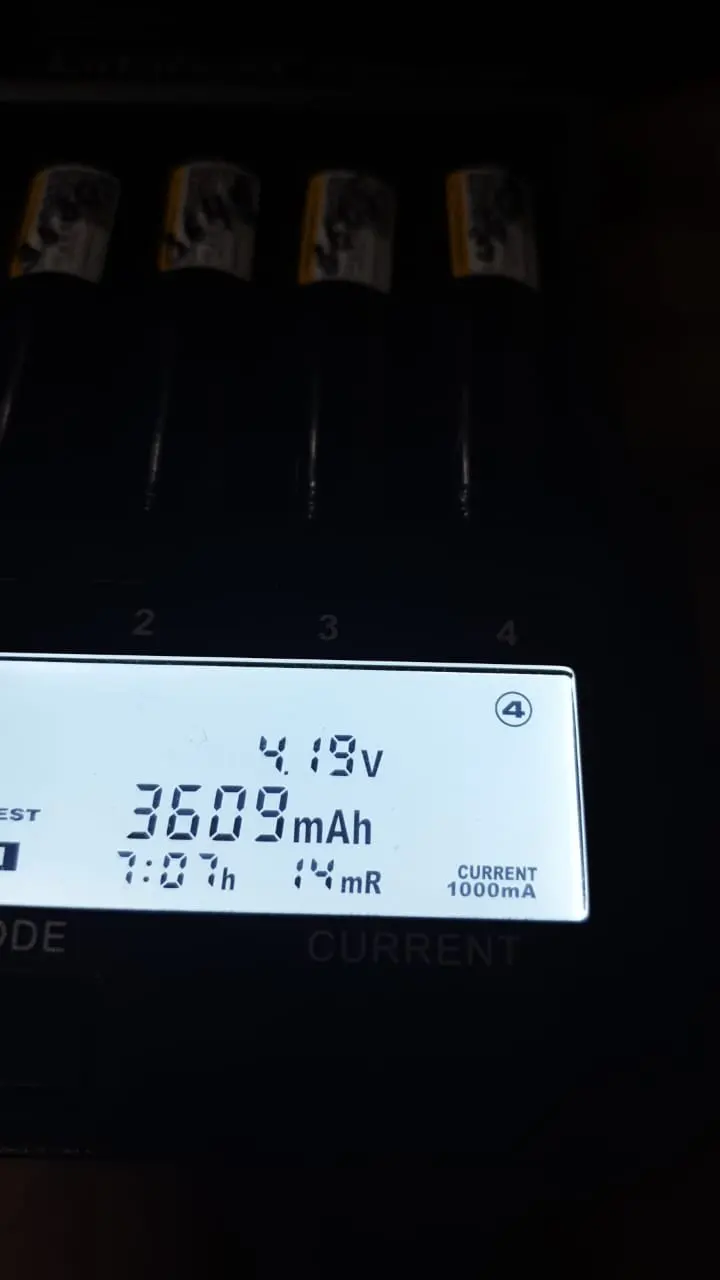 2 3 4
④
4.19V
EST 3609mAh
7:07h 14mR CURRENT
1000mA
ODE CURRENT